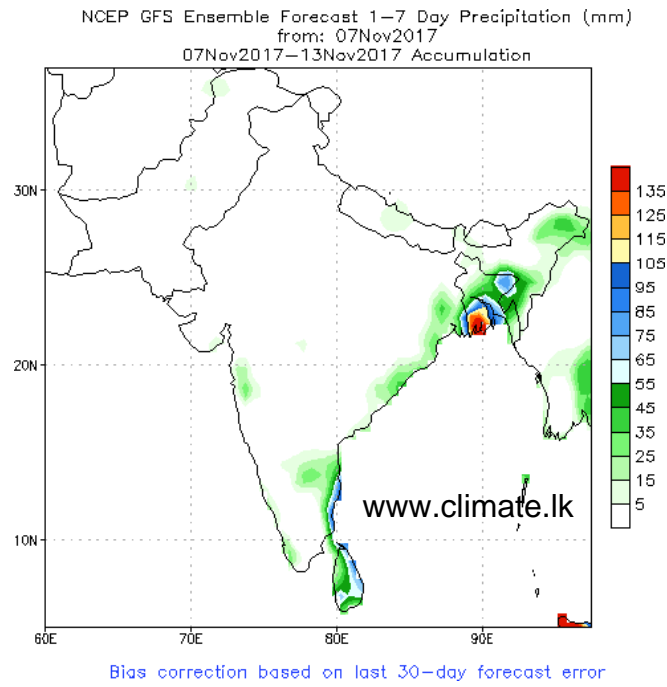 NCEP GFS Ensemble Forecast 1-7 Day Precipitation (mm)
from: 07Nov2017
07Nov2017-13Nov2017 Accumulation
30N
20N
10N
60E
70E
80E
90E
www.climate.lk
135
125
115
105
95
85
75
65
55
45
35
25
15
5
Bias correction based on last 30-day forecast error